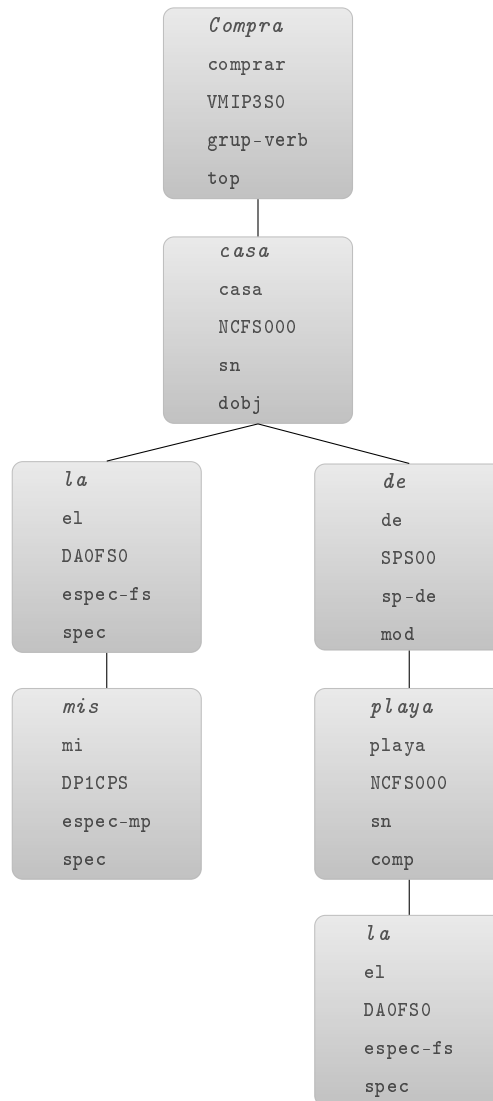 Compra
comprar
VMIP3S0
grup-verb
top
casa
casa
NCFS000
sn
dobj
la
el
DA0FS0
espec-fs
spec
de
de
SPS00
sp-de
mod
mis
mi
DP1CPS
espec-mp
spec
playa
playa
NCFS000
sn
comp
la
el
DA0FS0
espec-fs
spec